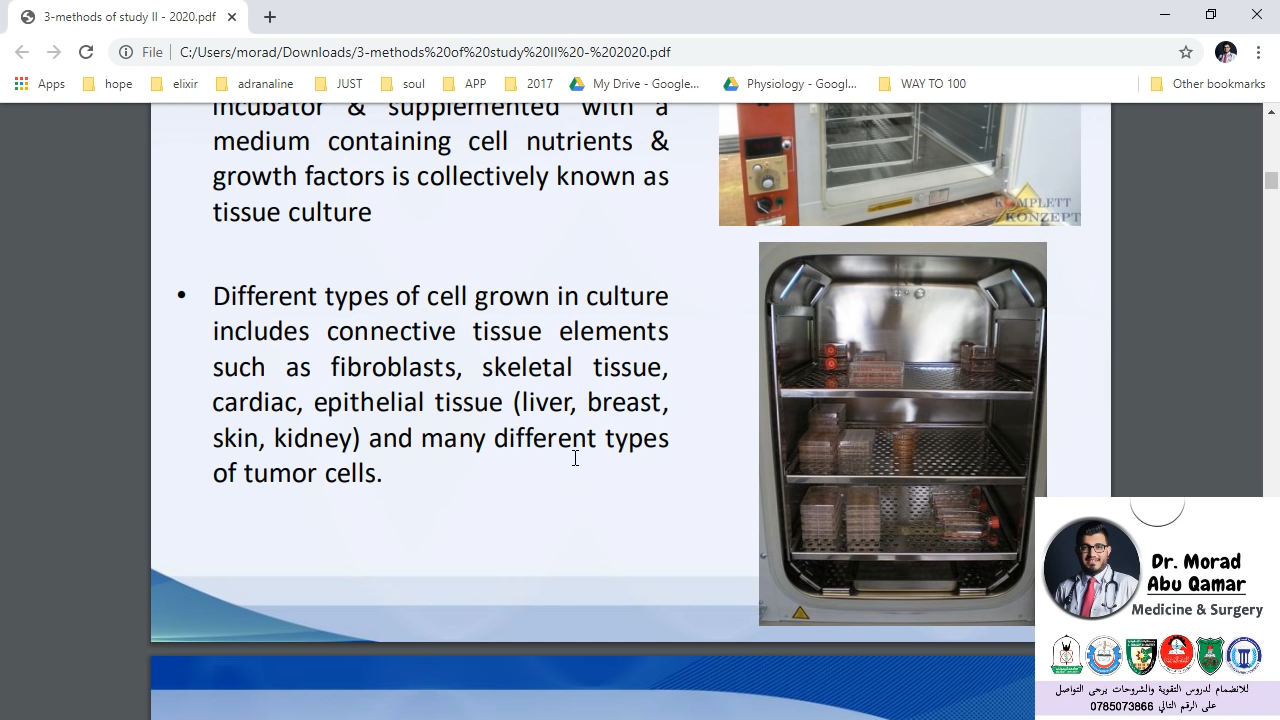 3-methods of study II - 2020.pdf
File
C:/Users/morad/Downloads/3-methods%20of%20study%20II%20-%202020.pdf
Apps hope elixir adranaline JUST soul APP 2017 My Drive - Google... Physiology - Googl... WAY TO 100 Other bookmarks
incubator & supplemented with a
medium containing cell nutrients &
growth factors is collectively known as
tissue culture
KOMPLETT
KONZEPT
• Different types of cell grown in culture
includes connective tissue elements
such as fibroblasts, skeletal tissue,
cardiac, epithelial tissue (liver, breast,
skin, kidney) and many different types
of tumor cells.
Dr. Morad
Abu Qamar
Medicine & Surgery
للانضمام لدروس التقوية والشروحات يرجى التواصل
على الرقم التالي 0785073866